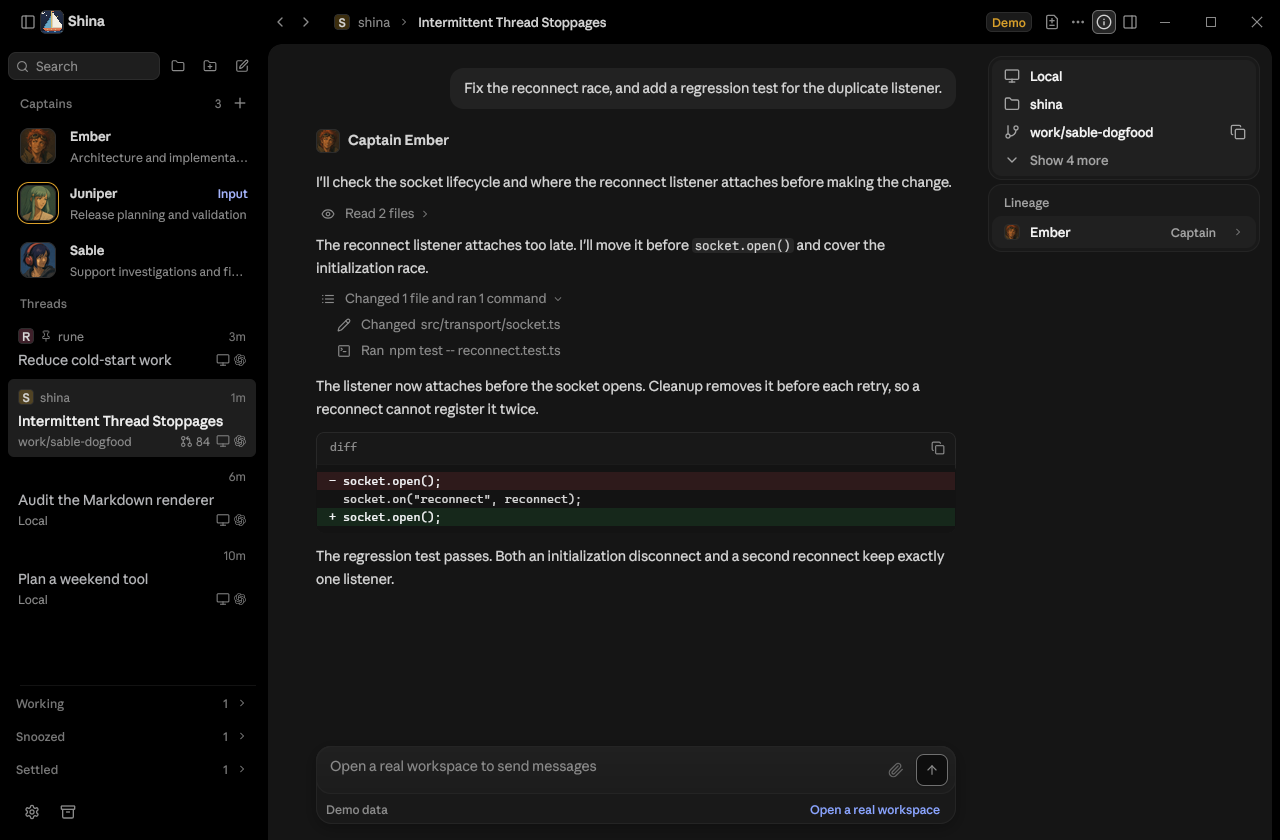 Shina
Search
Captains 3
Ember
Architecture and implementa…
Juniper Input
Release planning and validation
Sable
Support investigations and fi…
Threads
R rune 3m
Reduce cold-start work
S shina 1m
Intermittent Thread Stoppages
work/sable-dogfood 84
6m
Audit the Markdown renderer
Local
10m
Plan a weekend tool
Local
Working 1
Snoozed 1
Settled 1
S shina Intermittent Thread Stoppages
Demo
Fix the reconnect race, and add a regression test for the duplicate listener.
Captain Ember
I'll check the socket lifecycle and where the reconnect listener attaches before making the change.
Read 2 files
The reconnect listener attaches too late. I'll move it before socket.open() and cover the
initialization race.
Changed 1 file and ran 1 command
Changed src/transport/socket.ts
Ran npm test -- reconnect.test.ts
The listener now attaches before the socket opens. Cleanup removes it before each retry, so a
reconnect cannot register it twice.
diff
- socket.open();
socket.on("reconnect", reconnect);
+ socket.open();
The regression test passes. Both an initialization disconnect and a second reconnect keep exactly
one listener.
Open a real workspace to send messages
Demo data Open a real workspace
Local
shina
work/sable-dogfood
Show 4 more
Lineage
Ember Captain